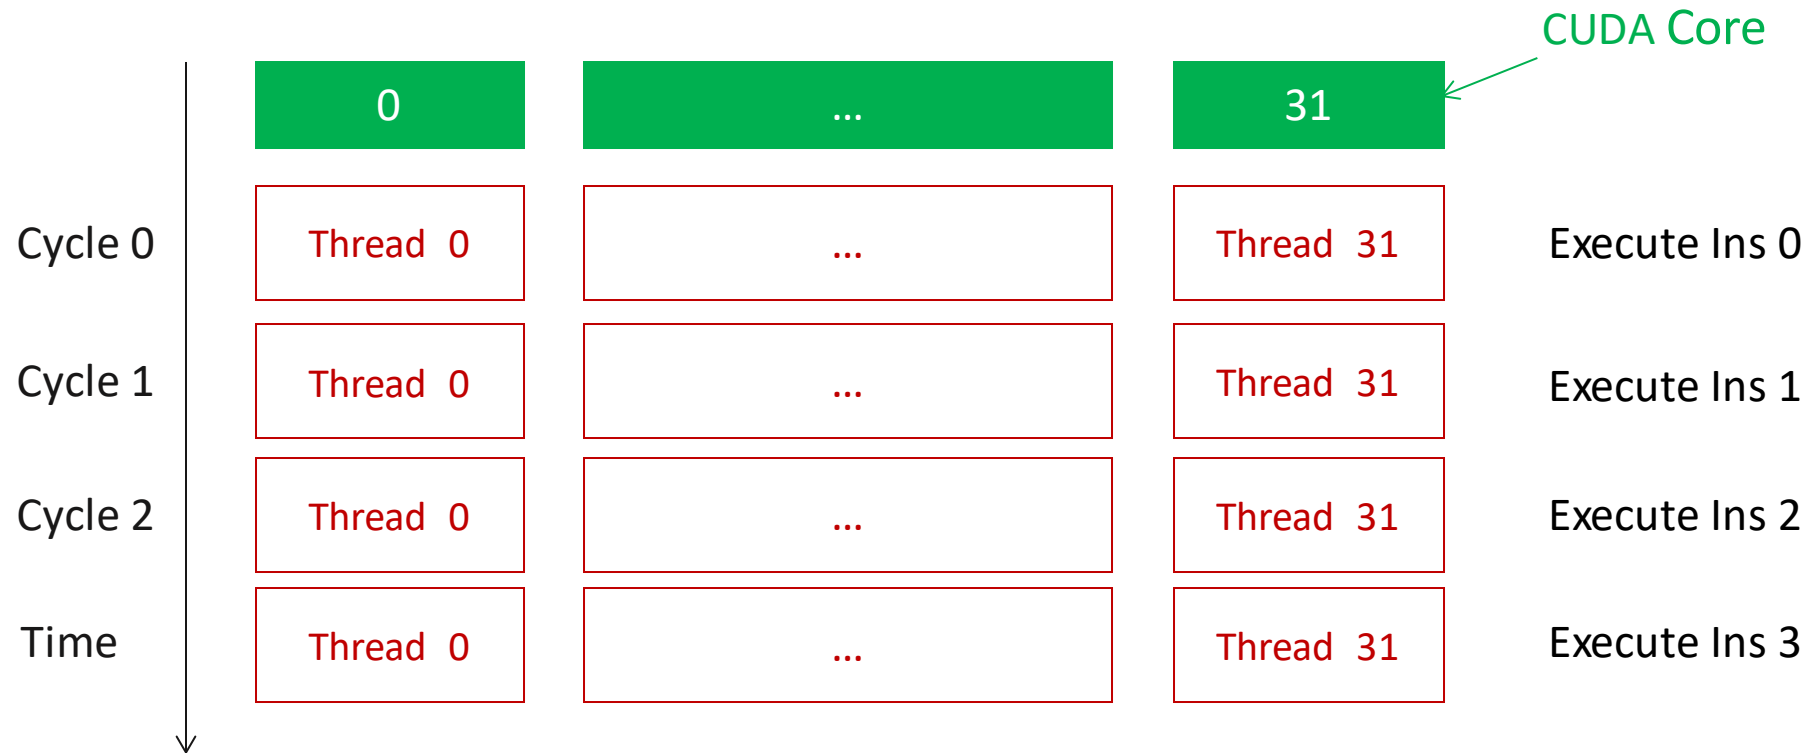 CUDA Core
0 ... 31
Cycle 0 Thread 0 ... Thread 31 Execute Ins 0
Cycle 1 Thread 0 ... Thread 31 Execute Ins 1
Cycle 2 Thread 0 ... Thread 31 Execute Ins 2
Time Thread 0 ... Thread 31 Execute Ins 3